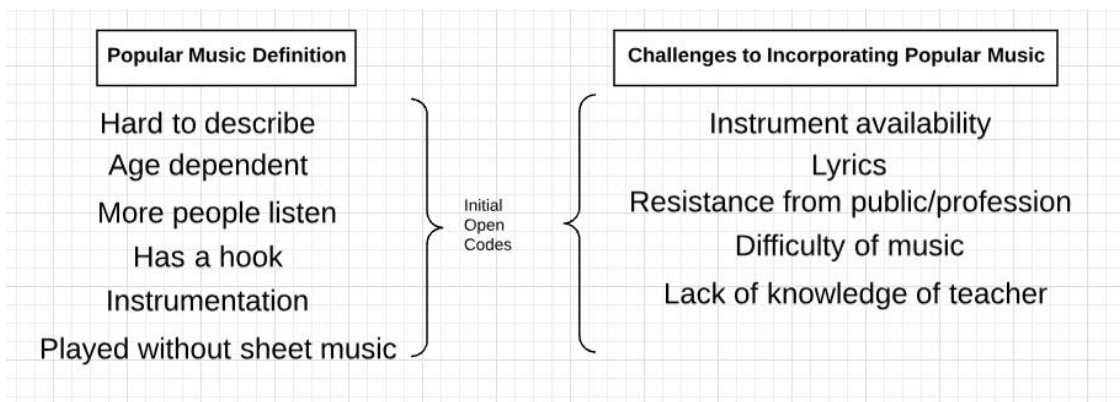 Popular Music Definition
Hard to describe
Age dependent
More people listen
Has a hook
Instrumentation
Played without sheet music
Initial
Open
Codes
Challenges to Incorporating Popular Music
Instrument availability
Lyrics
Resistance from public/profession
Difficulty of music
Lack of knowledge of teacher